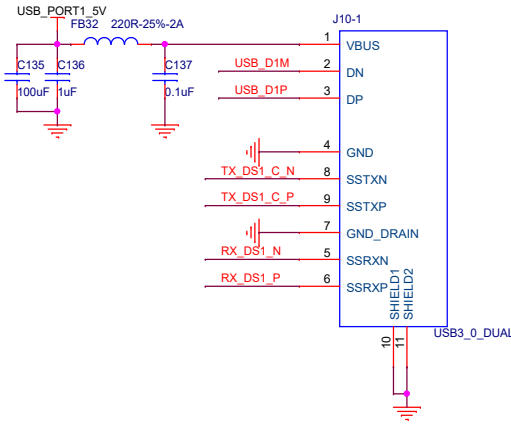 USB_PORT1_5V
FB32 220R-25%-2A
J10-1
C135
C136
C137
100uF
1uF
0.1uF
1 VBUS
USB_D1M 2 DN
USB_D1P 3 DP
4 GND
TX_DS1_C_N 8 SSTXN
TX_DS1_C_P 9 SSTXP
7 GND_DRAIN
RX_DS1_N 5 SSRXN
RX_DS1_P 6 SSRXP
SHIELD1
SHIELD2
USB3_0_DUAL
10
11